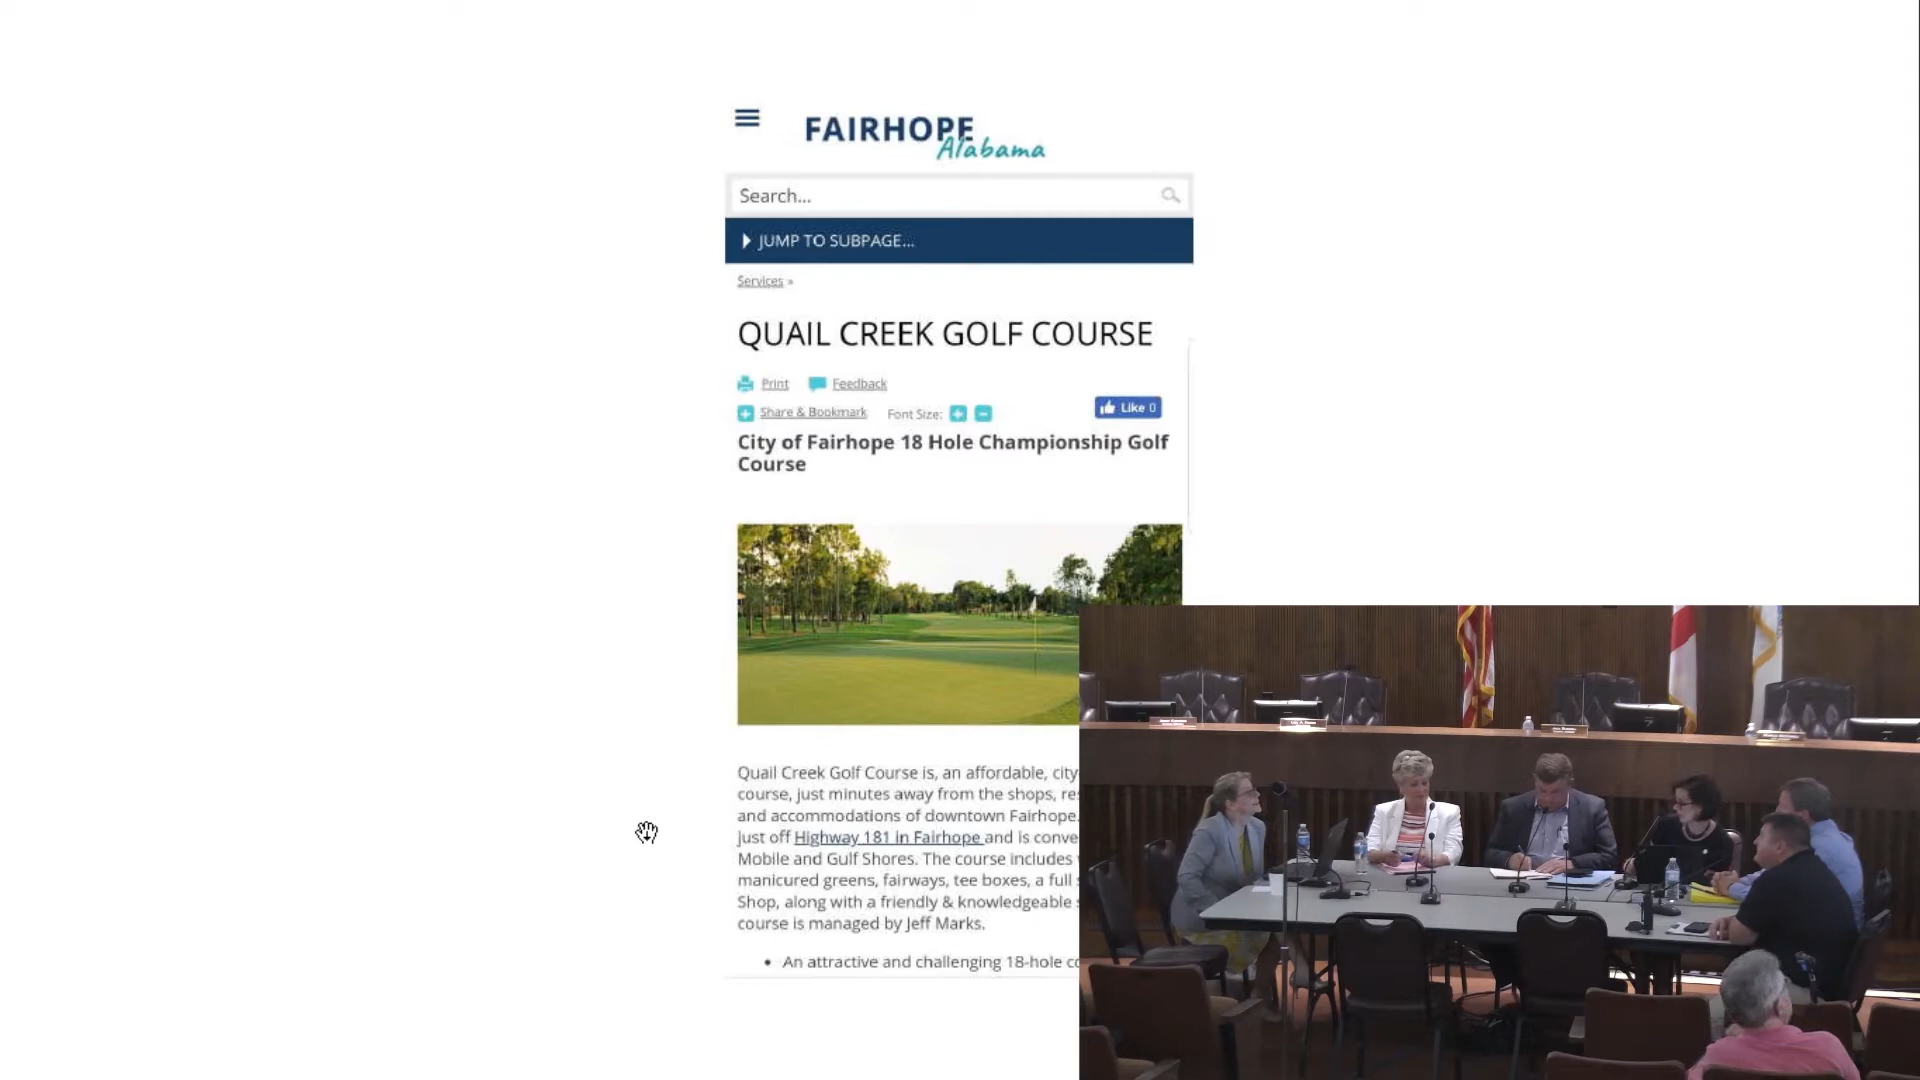 FAIRHOPE
Alabama
Search...
JUMP TO SUBPAGE...
Services »
QUAIL CREEK GOLF COURSE
Print Feedback
Share & Bookmark Font Size: + -
Like 0
City of Fairhope 18 Hole Championship Golf
Course
Quail Creek Golf Course is, an affordable, city
course, just minutes away from the shops,
and accommodations of downtown Fairhope.
just off Highway 181 in Fairhope and is
Mobile and Gulf Shores. The course includes
manicured greens, fairways, tee boxes, a full
Shop, along with a friendly & knowledgeable
course is managed by Jeff Marks.
• An attractive and challenging 18-hole